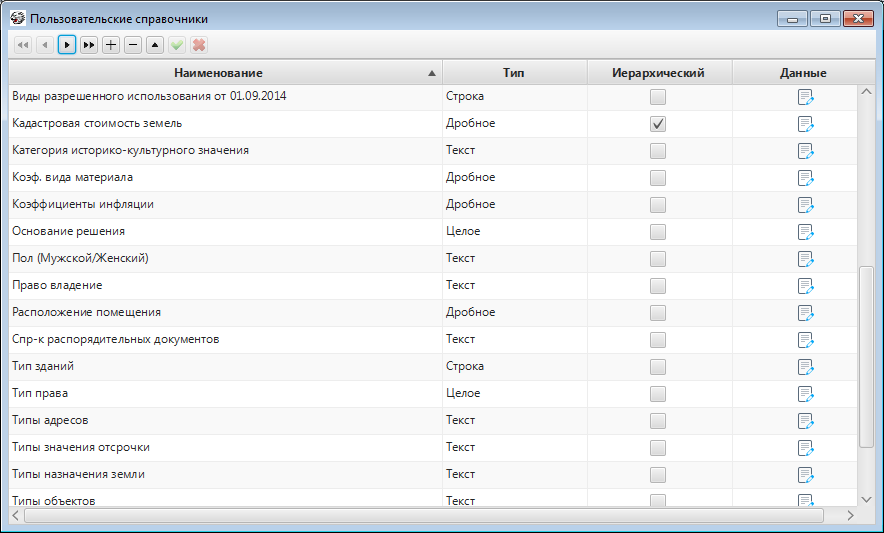 Пользовательские справочники
Наименование Тип Иерархический Данные
Виды разрешенного использования от 01.09.2014 Строка
Кадастровая стоимость земель Дробное
Категория историко-культурного значения Текст
Коэф. вида материала Дробное
Коэффициенты инфляции Дробное
Основание решения Целое
Пол (Мужской/Женский) Текст
Право владение Текст
Расположение помещения Дробное
Спр-к распорядительных документов Текст
Тип зданий Строка
Тип права Целое
Типы адресов Текст
Типы значения отсрочки Текст
Типы назначения земли Текст
Типы объектов Текст